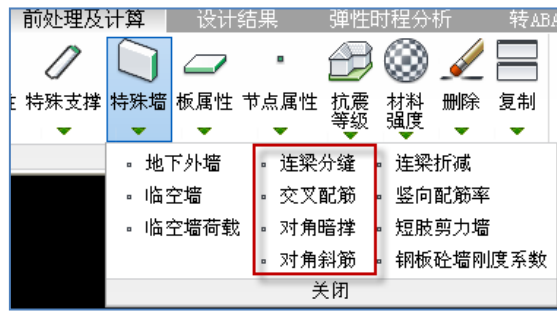 前处理及计算 设计结果 弹性时程分析 转ABA
特殊支撑 特殊墙 板属性 节点属性 抗震等级 材料强度 删除 复制
地下外墙 连梁分缝 连梁折减
临空墙 交叉配筋 竖向配筋率
临空墙荷载 对角暗撑 短肢剪力墙
对角斜筋 钢板砼墙刚度系数
关闭